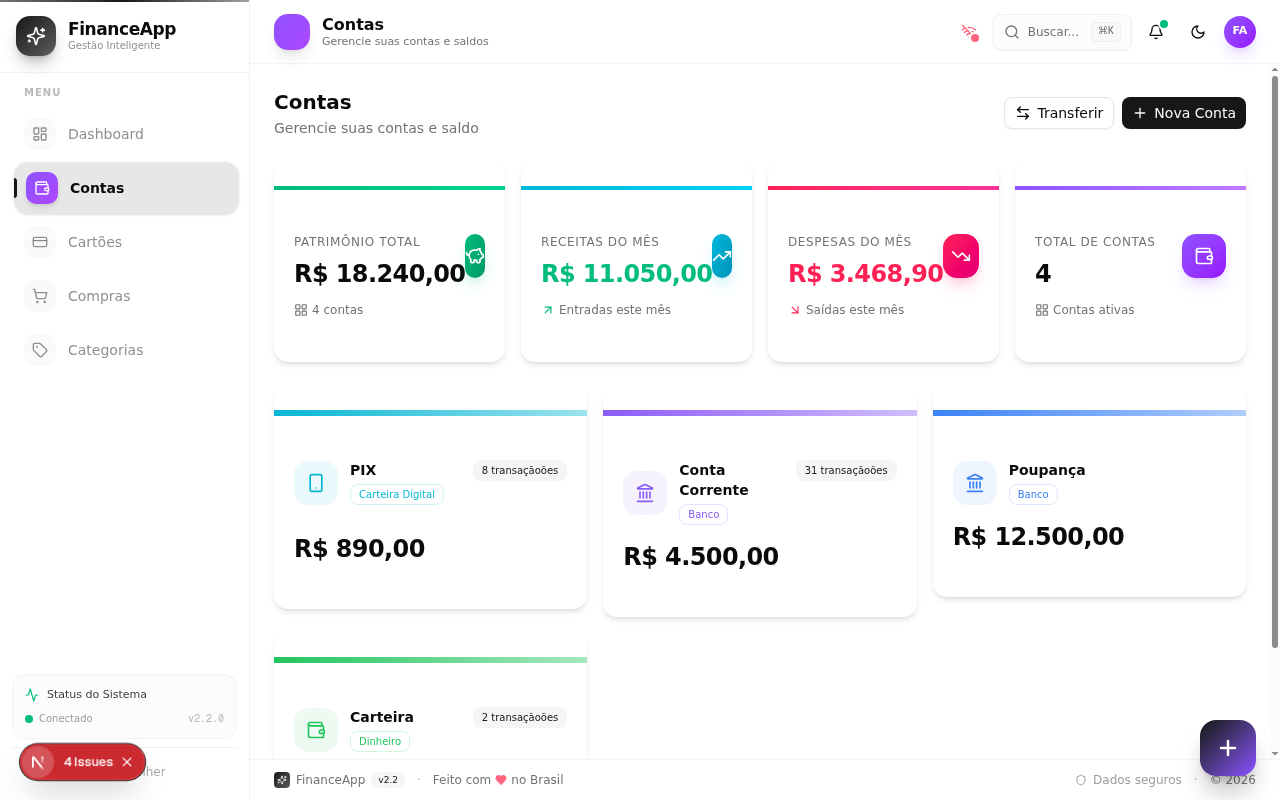 FinanceApp
Gestão Inteligente
MENU
Dashboard
Contas
Cartões
Compras
Categorias
Status do Sistema
Conectado v2.2.0
4 Issues
Contas
Gerencie suas contas e saldos
Buscar... ⌘K
FA
Contas
Gerencie suas contas e saldo
Transferir
Nova Conta
PATRIMÔNIO TOTAL
R$ 18.240,00
4 contas
RECEITAS DO MÊS
R$ 11.050,00
Entradas este mês
DESPESAS DO MÊS
R$ 3.468,90
Saídas este mês
TOTAL DE CONTAS
4
Contas ativas
PIX
Carteira Digital
8 transaçãoões
R$ 890,00
Conta
Corrente
Banco
31 transaçãoões
R$ 4.500,00
Poupança
Banco
R$ 12.500,00
Carteira
Dinheiro
2 transaçãoões
FinanceApp v2.2 · Feito com no Brasil
Dados seguros · © 2026